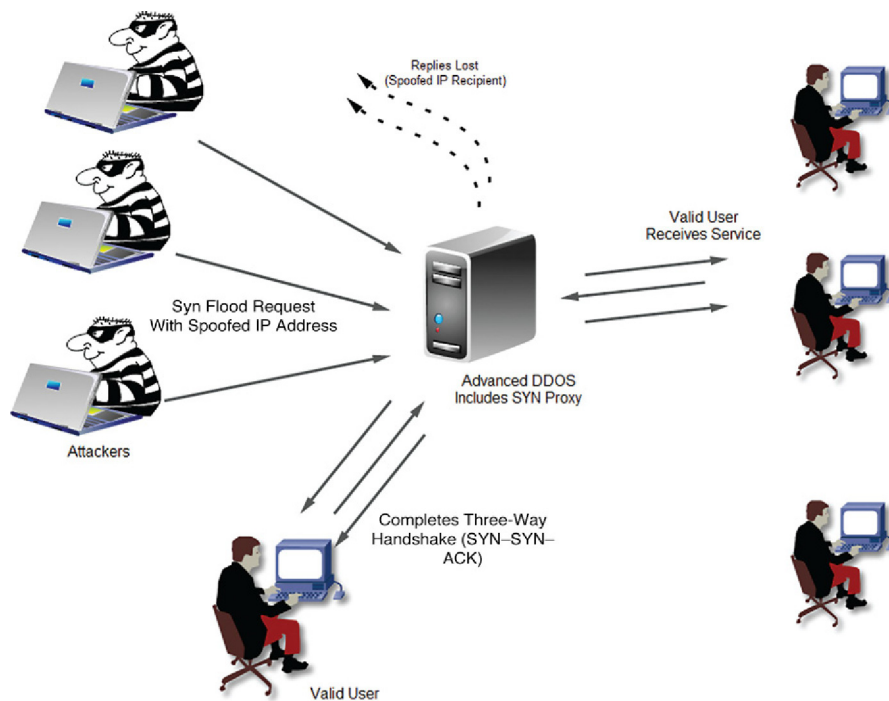 Replies Lost
(Spoofed IP Recipient)
Valid User
Receives Service
Syn Flood Request
With Spoofed IP Address
Advanced DDOS
Includes SYN Proxy
Attackers
Completes Three-Way
Handshake (SYN–SYN–
ACK)
Valid User